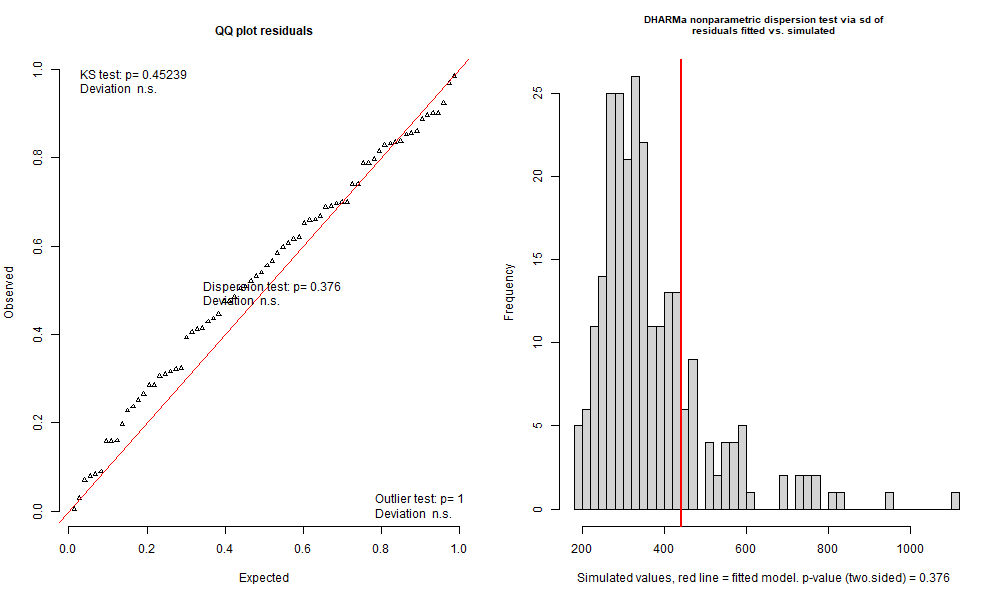 QQ plot residuals
KS test: p= 0.45239
Deviation n.s.
Dispersion test: p= 0.376
Deviation n.s.
Outlier test: p= 1
Deviation n.s.
Observed
0.0
0.2
0.4
0.6
0.8
1.0
0.0 0.2 0.4 0.6 0.8 1.0
Expected
DHARMa nonparametric dispersion test via sd of
residuals fitted vs. simulated
Frequency
0
5
10
15
20
25
200 400 600 800 1000
Simulated values, red line = fitted model. p-value (two.sided) = 0.376